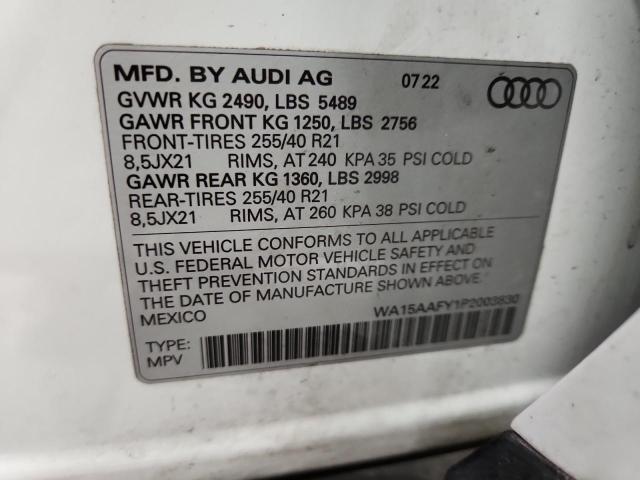 MFD. BY AUDI AG 07 22
GVWR KG 2490, LBS 5489
GAWR FRONT KG 1250, LBS 2756
FRONT-TIRES 255/40 R21
8,5JX21 RIMS, AT 240 KPA 35 PSI COLD
GAWR REAR KG 1360, LBS 2998
REAR-TIRES 255/40 R21
8,5JX21 RIMS, AT 260 KPA 38 PSI COLD
THIS VEHICLE CONFORMS TO ALL APPLICABLE
U.S. FEDERAL MOTOR VEHICLE SAFETY AND
THEFT PREVENTION STANDARDS IN EFFECT ON
THE DATE OF MANUFACTURE SHOWN ABOVE.
MEXICO
WA15AAFY1P2003830
TYPE:
MPV